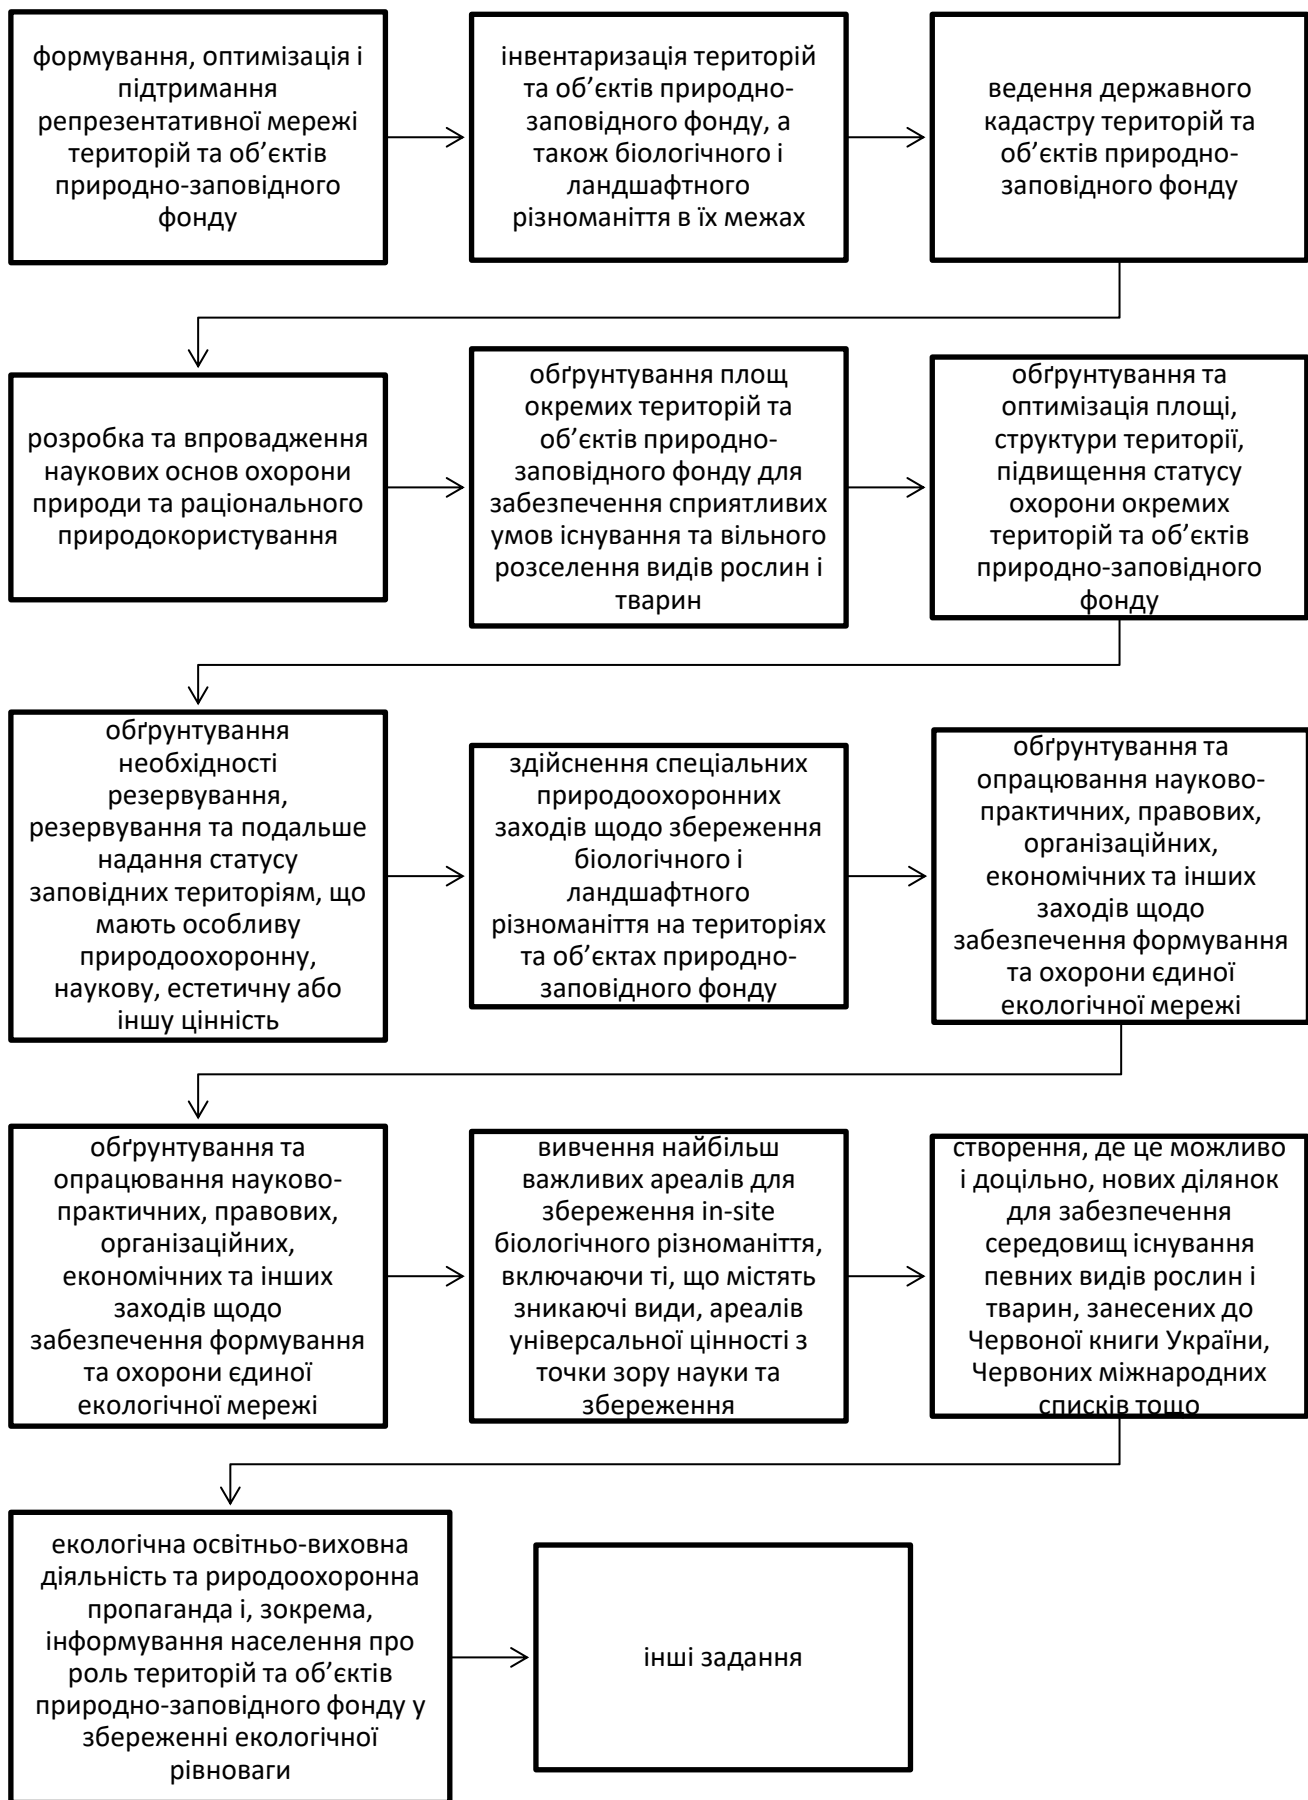 формування, оптимізація і
підтримання
репрезентативної мережі
територій та об’єктів
природно-заповідного
фонду
інвентаризація територій
та об’єктів природно-
заповідного фонду, а
також біологічного і
ландшафтного
різноманіття в їх межах
ведення державного
кадастру територій та
об’єктів природно-
заповідного фонду
розробка та впровадження
наукових основ охорони
природи та раціонального
природокористування
обґрунтування площ
окремих територій та
об’єктів природно-
заповідного фонду для
забезпечення сприятливих
умов існування та вільного
розселення видів рослин і
тварин
обґрунтування та
оптимізація площі,
структури території,
підвищення статусу
охорони окремих
територій та об’єктів
природно-заповідного
фонду
обґрунтування
необхідності
резервування,
резервування та подальше
надання статусу
заповідних територіям, що
мають особливу
природоохоронну,
наукову, естетичну або
іншу цінність
здійснення спеціальних
природоохоронних
заходів щодо збереження
біологічного і
ландшафтного
різноманіття на територіях
та об’єктах природно-
заповідного фонду
обґрунтування та
опрацювання науково-
практичних, правових,
організаційних,
економічних та інших
заходів щодо
забезпечення формування
та охорони єдиної
екологічної мережі
обґрунтування та
опрацювання науково-
практичних, правових,
організаційних,
економічних та інших
заходів щодо
забезпечення формування
та охорони єдиної
екологічної мережі
вивчення найбільш
важливих ареалів для
збереження in-site
біологічного різноманіття,
включаючи ті, що містять
зникаючі види, ареалів
універсальної цінності з
точки зору науки та
збереження
створення, де це можливо
і доцільно, нових ділянок
для забезпечення
середовищ існування
певних видів рослин і
тварин, занесених до
Червоної книги України,
Червоних міжнародних
списків тощо
екологічна освітньо-виховна
діяльність та риродоохоронна
пропаганда і, зокрема,
інформування населення про
роль територій та об’єктів
природно-заповідного фонду у
збереженні екологічної
рівноваги
інші задання